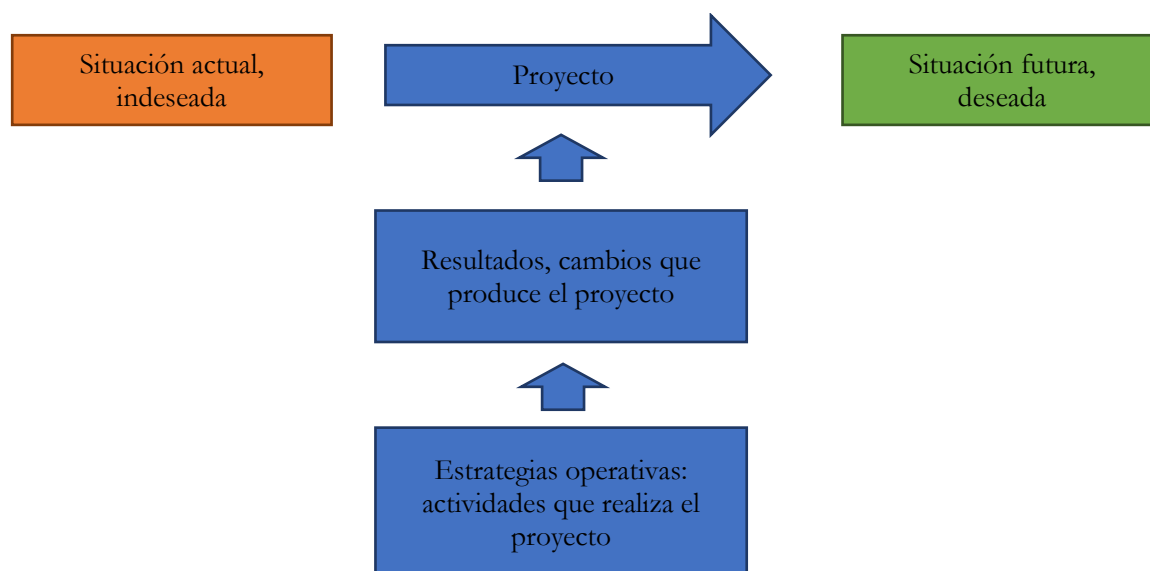 Situación actual,
indeseada
Proyecto
Situación futura,
deseada
Resultados, cambios que
produce el proyecto
Estrategias operativas:
actividades que realiza el
proyecto